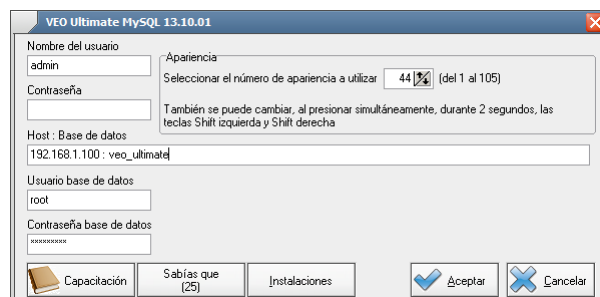 VEO Ultimate MySQL 13.10.01
Nombre del usuario
admin
Apariencia
Seleccionar el número de apariencia a utilizar 44 (del 1 al 105)
También se puede cambiar, al presionar simultáneamente, durante 2 segundos, las
teclas Shift izquierda y Shift derecha
Contraseña
Host : Base de datos
192.168.1.100 : veo_ultimate
Usuario base de datos
root
Contraseña base de datos
×××××××××
Capacitación
Sabías que
(25)
Instalaciones
Aceptar
Cancelar